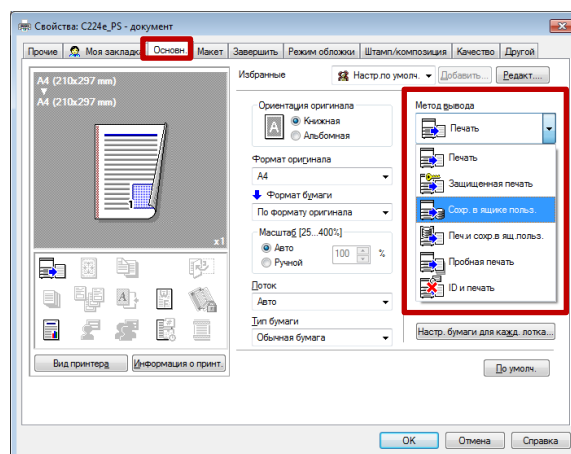 Свойства: C224e_PS - документ
Прочие
Моя закладка
Основн.
Макет
Завершить
Режим обложки
Штамп/композиция
Качество
Другой
A4 (210x297 mm)
A4 (210x297 mm)
1
x1
Вид принтера
Информация о принт.
Избранные
Настр.по умолч.
Добавить...
Редакт....
Ориентация оригинала
A
Книжная
Альбомная
Формат оригинала
A4
Формат бумаги
По формату оригинала
Масштаб [25...400%]
Авто
Ручной
100
%
Лоток
Авто
Тип бумаги
Обычная бумага
Метод вывода
Печать
Печать
Защищенная печать
Сохр. в ящике польз.
Печ.и сохр.в ящ.польз.
Пробная печать
ID и печать
Настр. бумаги для кажд. лотка...
По умолч.
OK
Отмена
Справка